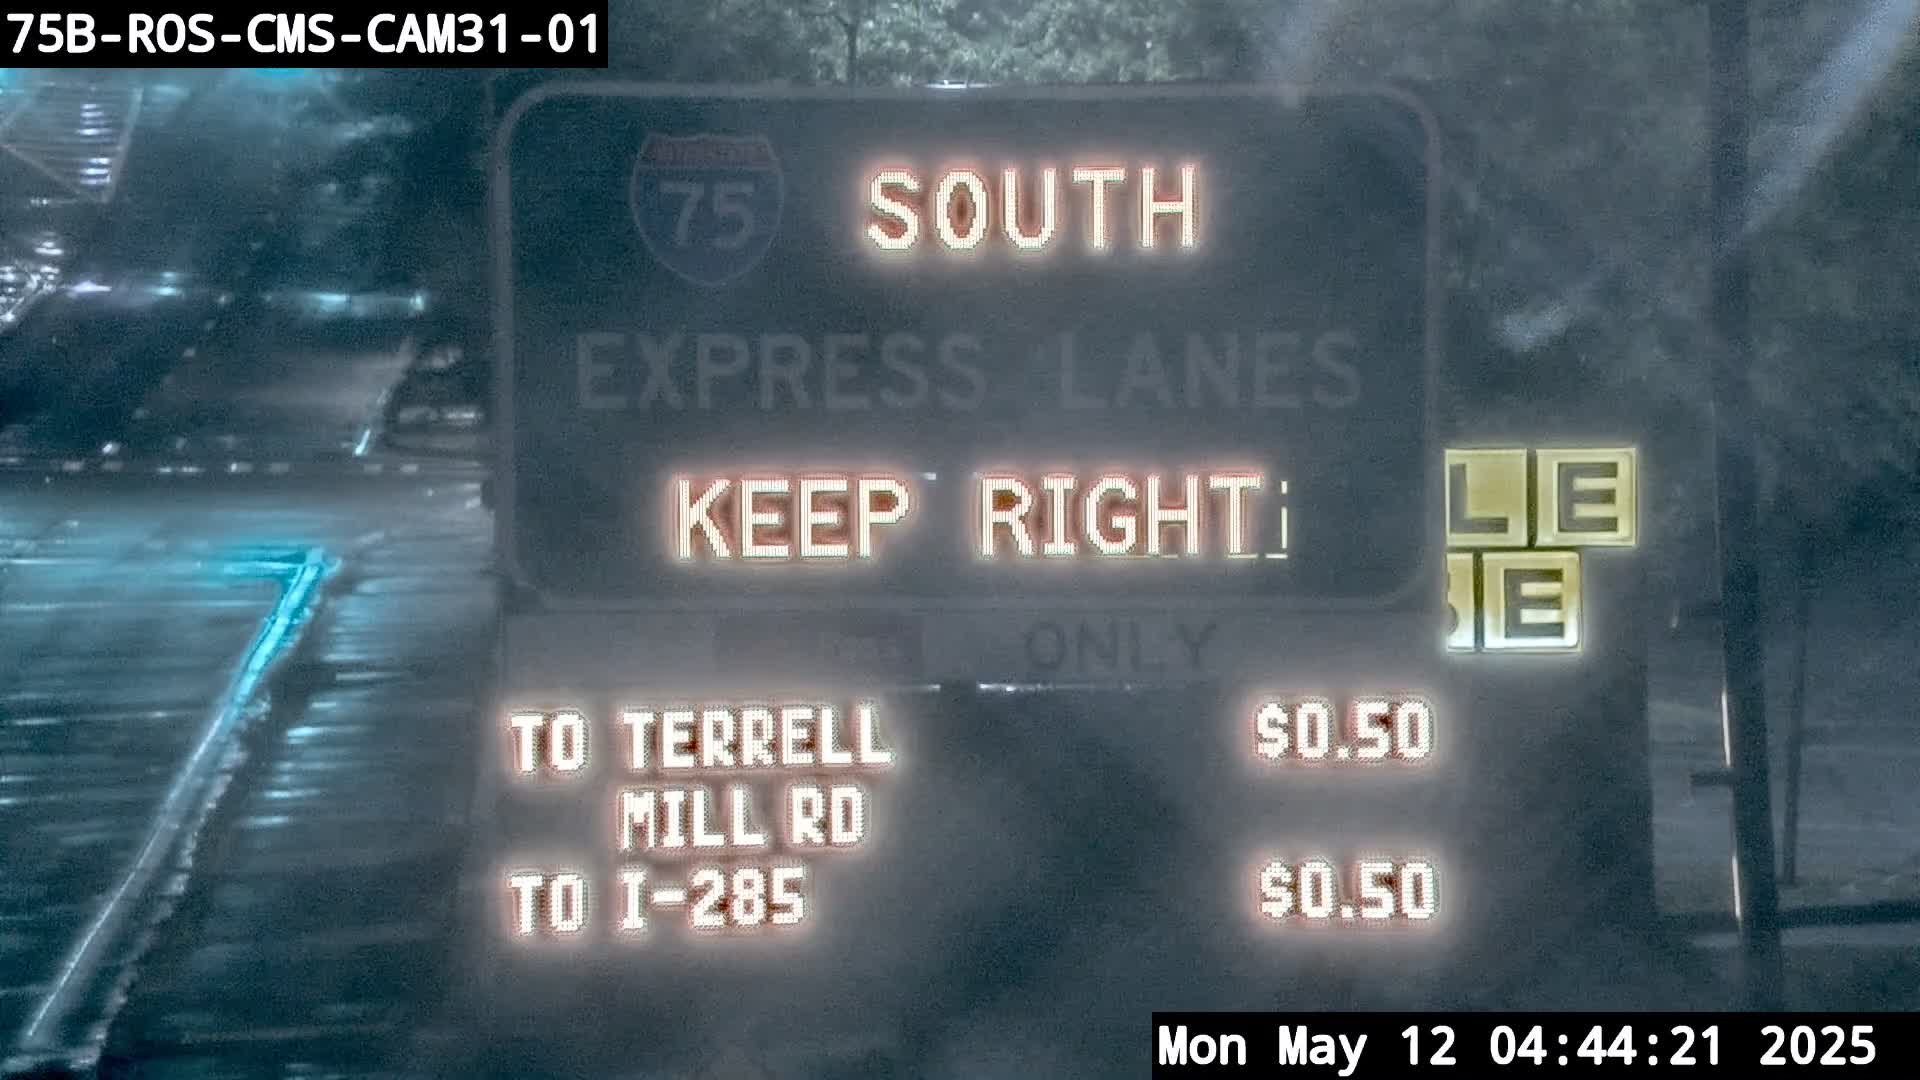 75B-ROS-CMS-CAM31-01
75 SOUTH
EXPRESS LANES
KEEP RIGHT
LE
E
ONLY
TO TERRELL $0.50
MILL RD
TO I-285 $0.50
Mon May 12 04:44:21 2025